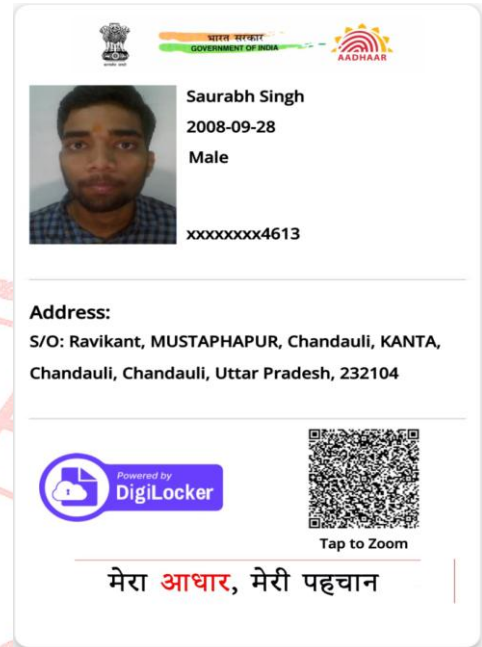 भारत सरकार
GOVERNMENT OF INDIA
AADHAAR
Saurabh Singh
2008-09-28
Male
xxxxxxxx4613
Address:
S/O: Ravikant, MUSTAPHAPUR, Chandauli, KANTA,
Chandauli, Chandauli, Uttar Pradesh, 232104
Powered by
DigiLocker
Tap to Zoom
मेरा आधार, मेरी पहचान